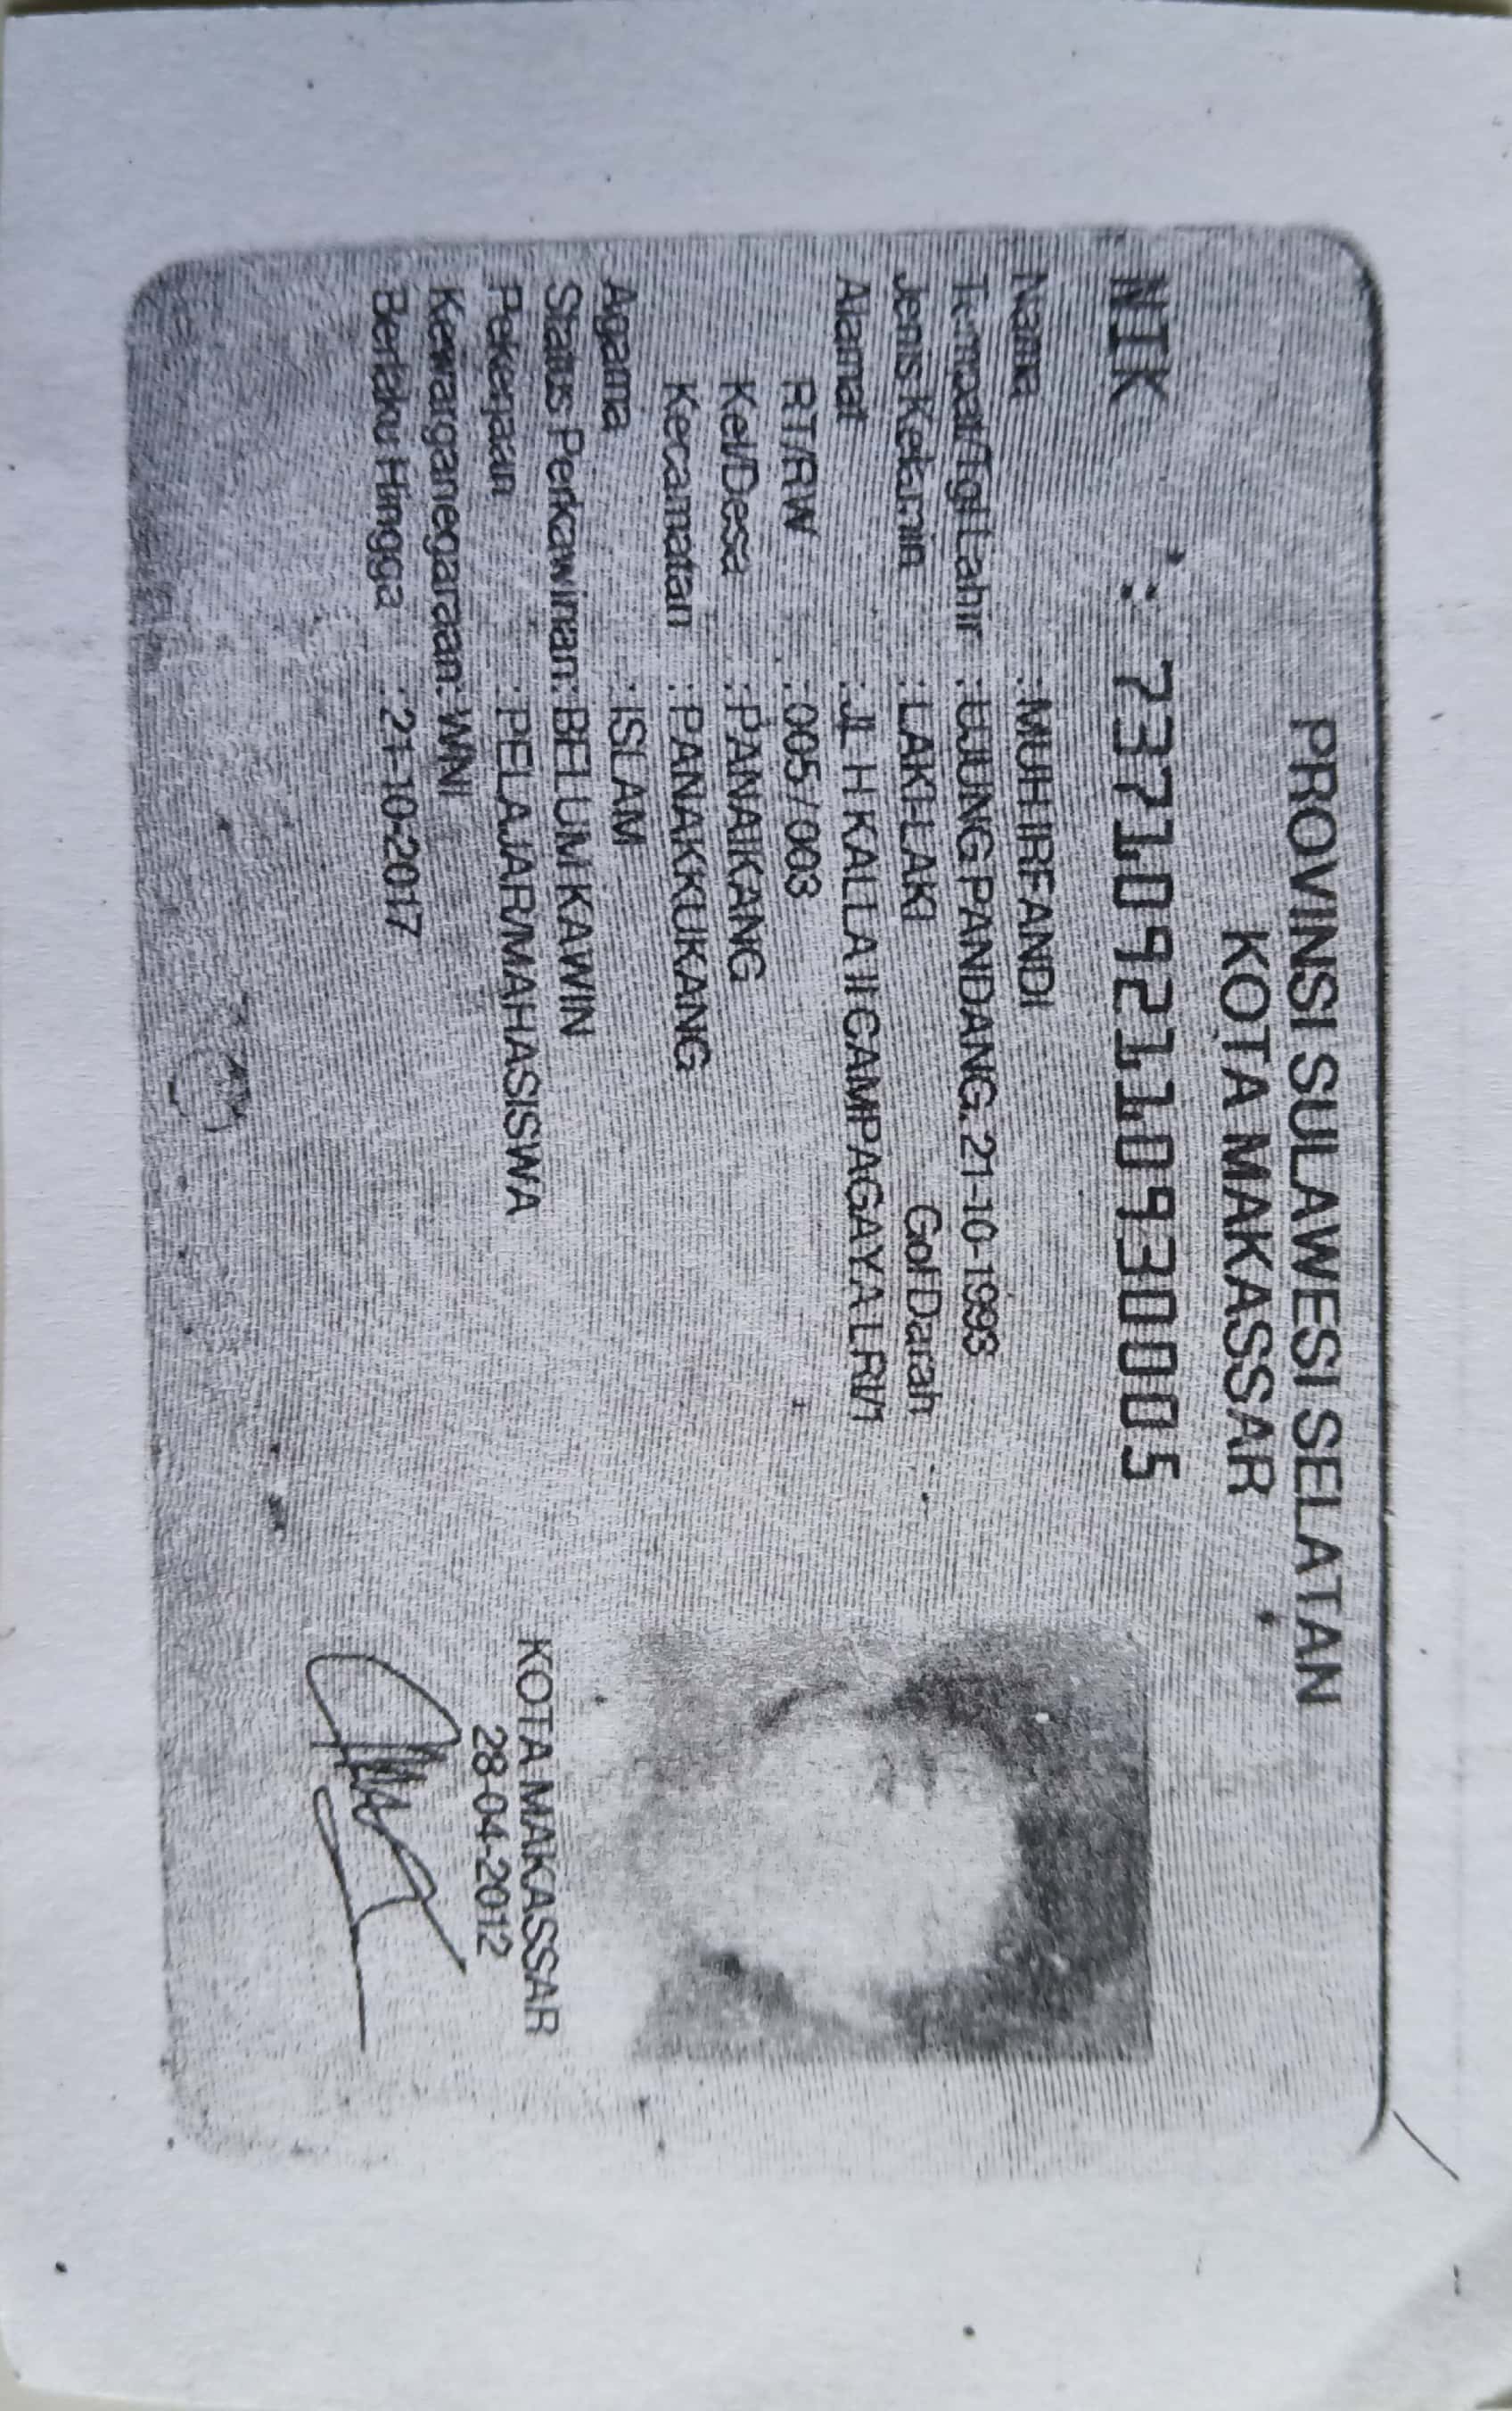 PROVINSI SULAWESI SELATAN
KOTA MAKASSAR
NIK : 7371092110930005
Nama : MUH IRFANDI
Tempat/Tgl Lahir : UJUNG PANDANG, 21-10-1993
Jenis Kelamin : LAKI-LAKI Gol Darah
Alamat : JL H KALLA II CAMPAGAYA LRI/1
RT/RW : 005 / 003
Kel/Desa : PANAIKANG
Kecamatan : PANAKKUKANG
Agama : ISLAM
Status Perkawinan: BELUM KAWIN
Pekerjaan : PELAJAR/MAHASISWA
Kewarganegaraan: WNI
Berlaku Hingga : 21-10-2017
KOTA MAKASSAR
28-04-2012